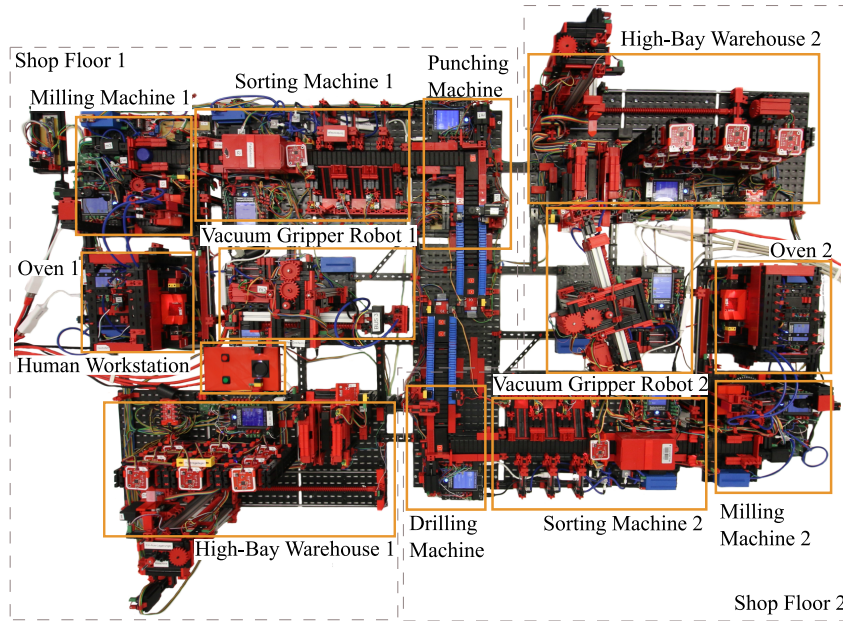 Shop Floor 1
Milling Machine 1
Sorting Machine 1
Punching
Machine
High-Bay Warehouse 2
Vacuum Gripper Robot 1
Oven 1
Oven 2
Human Workstation
Vacuum Gripper Robot 2
High-Bay Warehouse 1
Drilling
Machine
Sorting Machine 2
Milling
Machine 2
Shop Floor 2